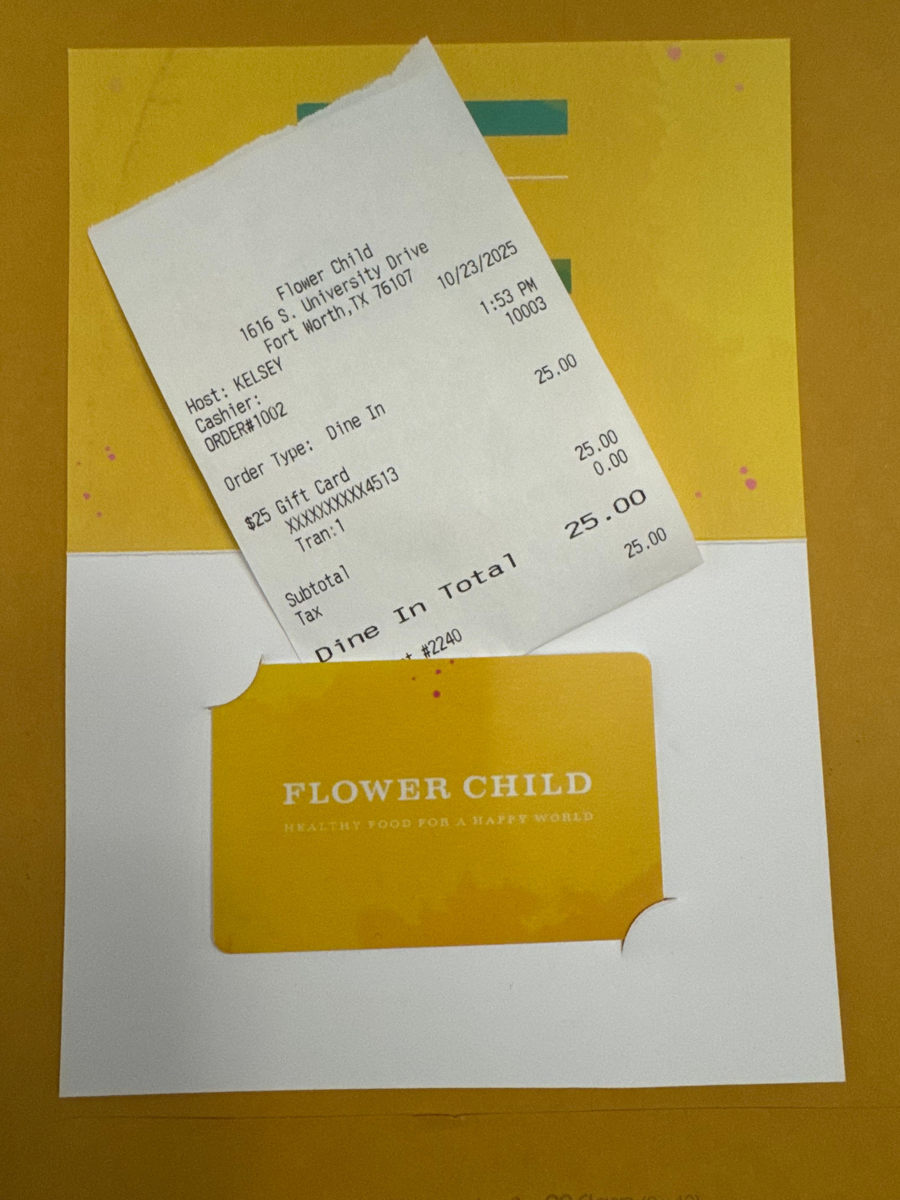 Flower Child
1616 S. University Drive
Fort Worth,TX 76107
Host: KELSEY 10/23/2025
Cashier: 1:53 PM
ORDER#1002 10003
Order Type: Dine In
$25 Gift Card 25.00
XXXXXXXXXX4513
Tran:1
Subtotal 25.00
Tax 0.00
Dine In Total 25.00
#2240 25.00
FLOWER CHILD
HEALTHY FOOD FOR A HAPPY WORLD